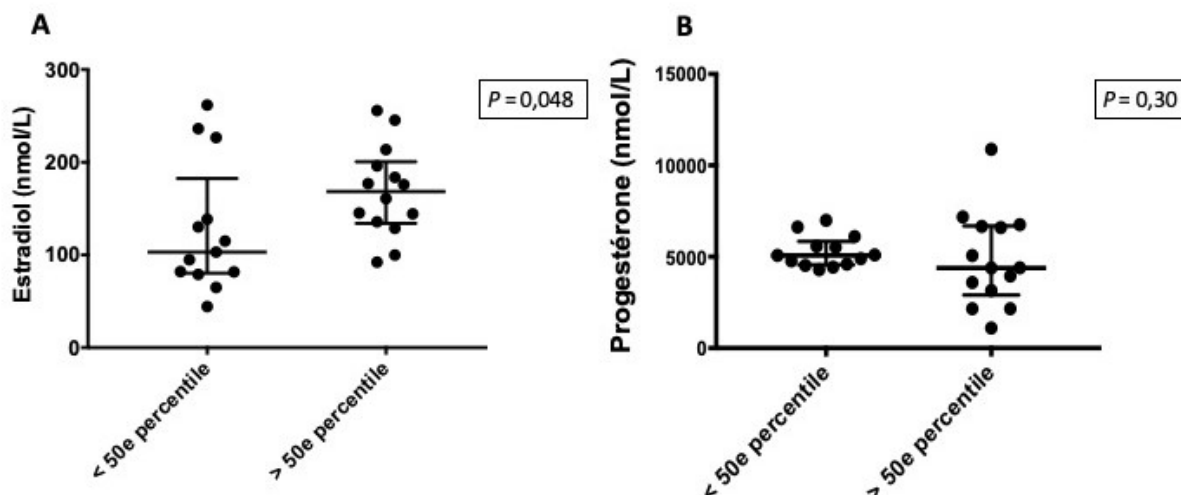 A
Estradiol (nmol/L)
300
200
100
0
P = 0,048
< 50e percentile
> 50e percentile
B
Progestérone (nmol/L)
15000
10000
5000
0
P = 0,30
< 50e percentile
> 50e percentile